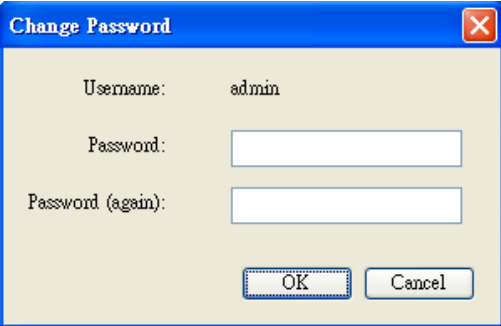 Change Password
Username: admin
Password:
Password (again):
OK Cancel